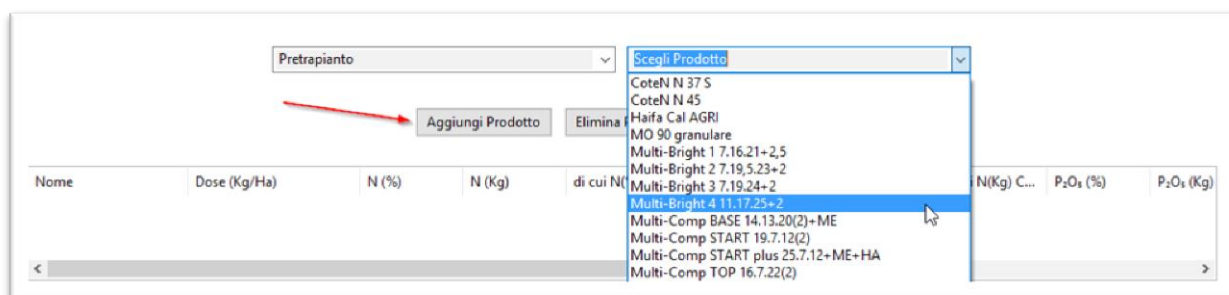 Pretrapianto
Scegli Prodotto
CoteN N 37 S
CoteN N 45
Haifa Cal AGRI
MO 90 granulare
Multi-Bright 1 7.16.21+2,5
Multi-Bright 2 7.19,5.23+2
Multi-Bright 3 7.19.24+2
Multi-Bright 4 11.17.25+2
Multi-Comp BASE 14.13.20(2)+ME
Multi-Comp START 19.7.12(2)
Multi-Comp START plus 25.7.12+ME+HA
Multi-Comp TOP 16.7.22(2)
Aggiungi Prodotto
Elimina
Nome Dose (Kg/Ha) N (%) N (Kg) di cui N( N(Kg) C... P₂O₅ (%) P₂O₅ (Kg)